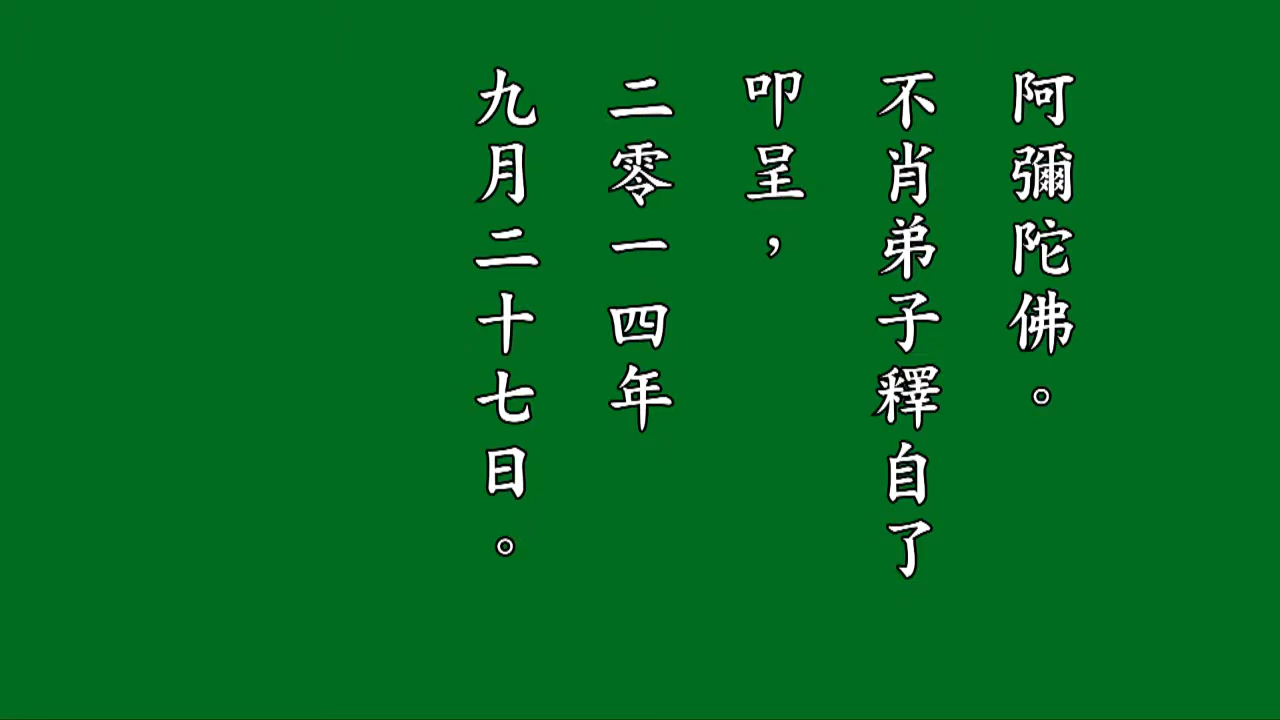 阿彌陀佛。
不肖弟子釋自了
叩呈，
二零一四年
九月二十七日。